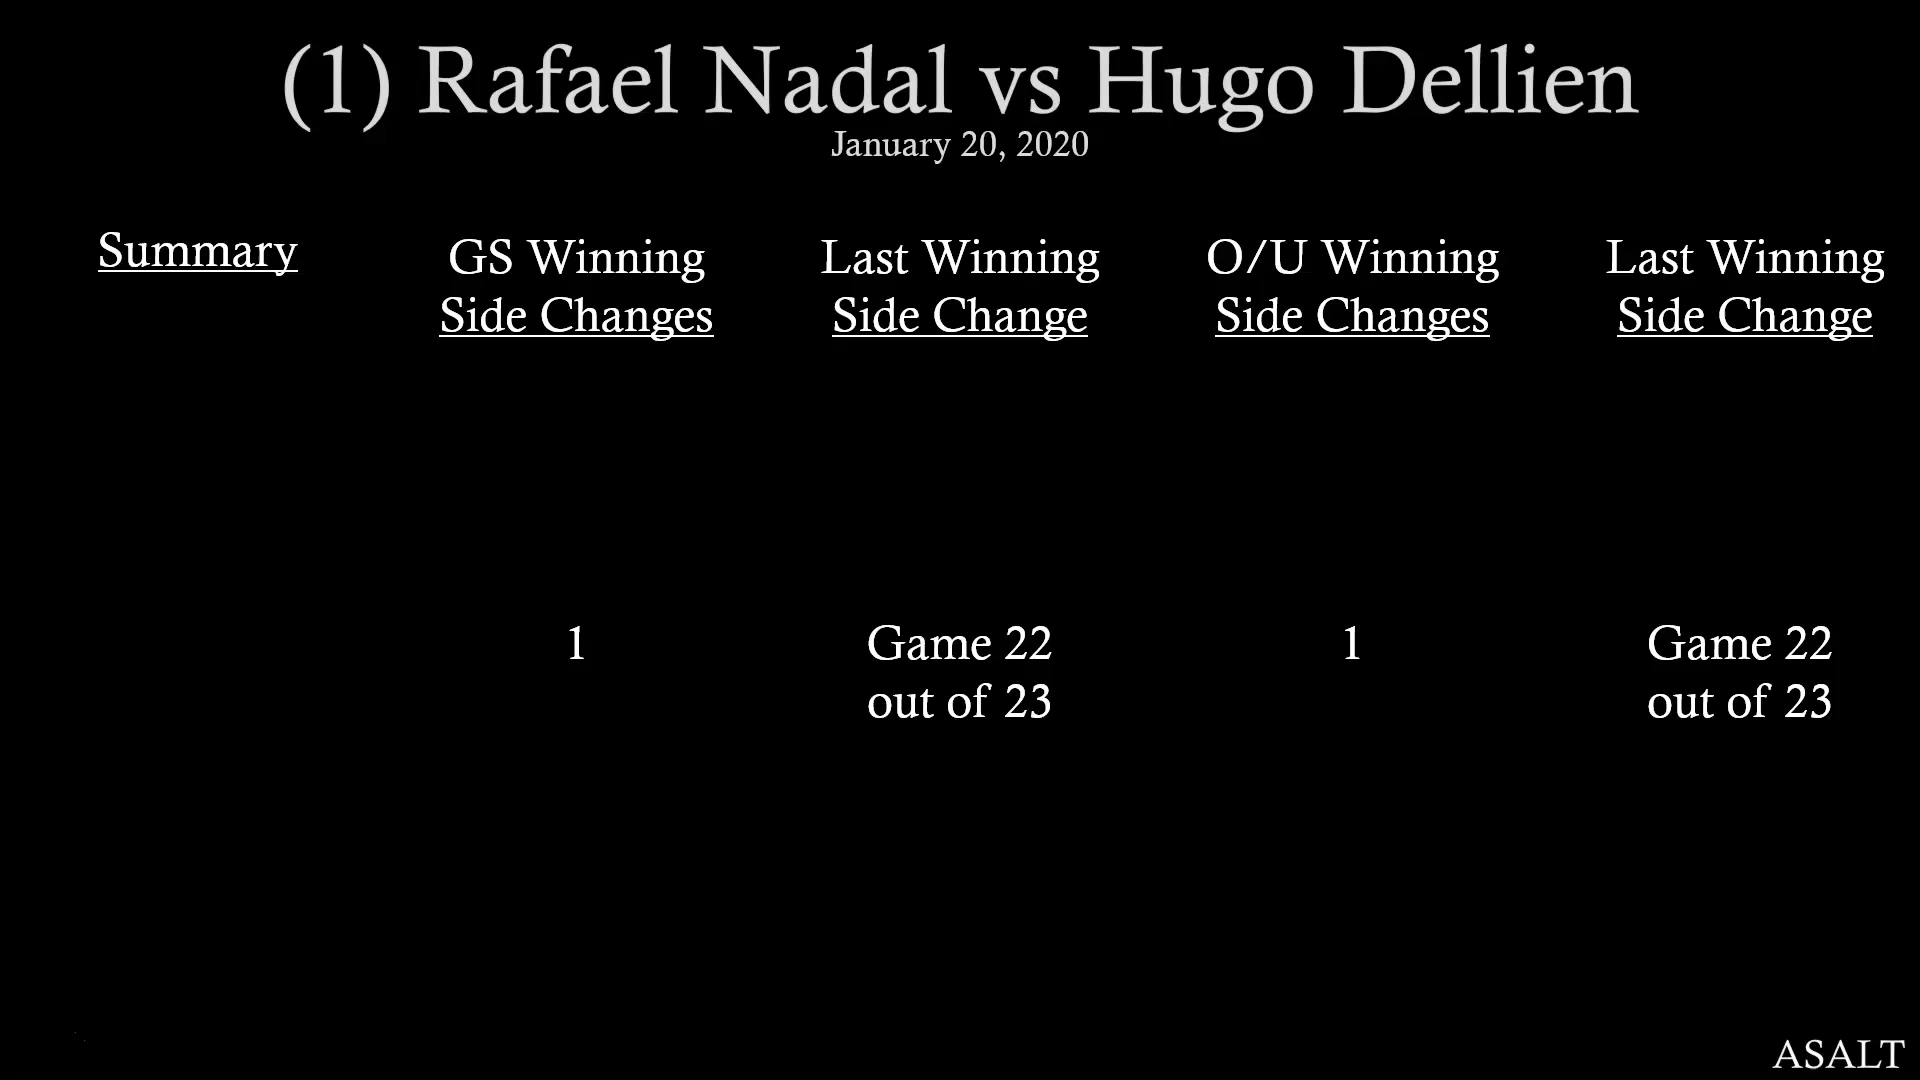 (1) Rafael Nadal vs Hugo Dellien
January 20, 2020
Summary
GS Winning
Side Changes
Last Winning
Side Change
O/U Winning
Side Changes
Last Winning
Side Change
1
Game 22
out of 23
1
Game 22
out of 23
ASALT